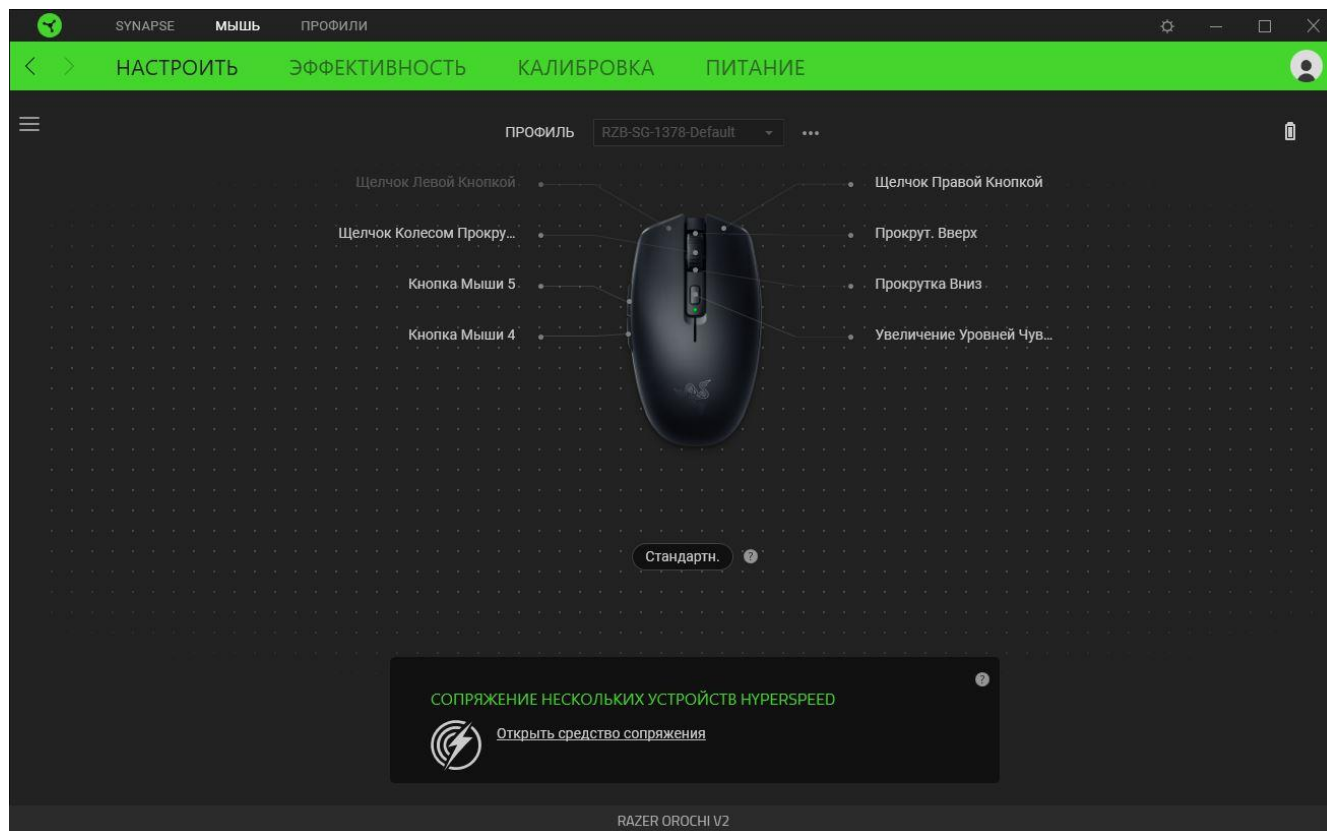 SYNAPSE МЫШЬ ПРОФИЛИ
НАСТРОИТЬ ЭФФЕКТИВНОСТЬ КАЛИБРОВКА ПИТАНИЕ
ПРОФИЛЬ RZB-SG-1378-Default
Щелчок Левой Кнопкой Щелчок Правой Кнопкой
Щелчок Колесом Прокру... Прокрут. Вверх
Кнопка Мыши 5 Прокрутка Вниз
Кнопка Мыши 4 Увеличение Уровней Чув...
Стандартн. ?
?
СОПРЯЖЕНИЕ НЕСКОЛЬКИХ УСТРОЙСТВ HYPERSPEED
Открыть средство сопряжения
RAZER OROCHI V2